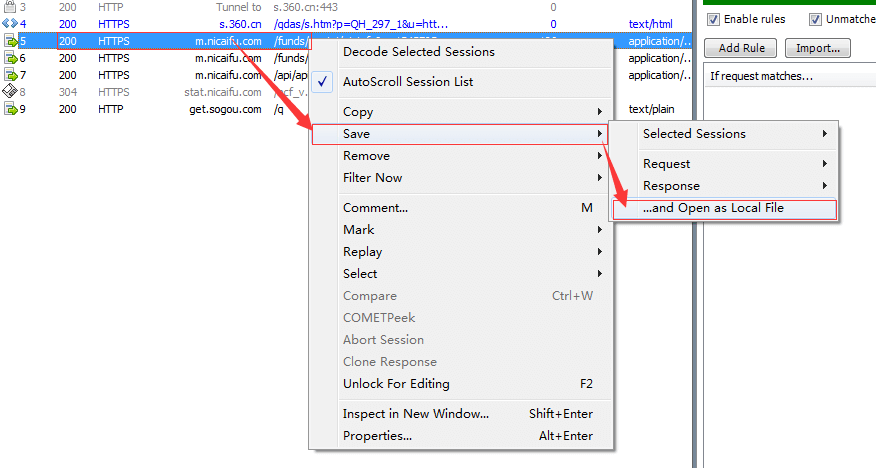 3 200 HTTP Tunnel to s.360.cn:443 0
4 200 HTTPS s.360.cn /qdas/s.htm?p=QH_297_1&u=htt... 0 text/html
5 200 HTTPS m.nicaifu.com /funds/ application/..
6 200 HTTPS m.nicaifu.com /funds/ application/..
7 200 HTTPS m.nicaifu.com /api/ap application/..
8 304 HTTPS stat.nicaifu.com
9 200 HTTP get.sogou.com /q text/plain
Enable rules Unmatche
Add Rule Import...
If request matches...
Decode Selected Sessions
AutoScroll Session List
Copy
Save
Remove
Filter Now
Comment... M
Mark
Replay
Select
Compare Ctrl+W
COMETPeek
Abort Session
Clone Response
Unlock For Editing F2
Inspect in New Window... Shift+Enter
Properties... Alt+Enter
Selected Sessions
Request
Response
...and Open as Local File